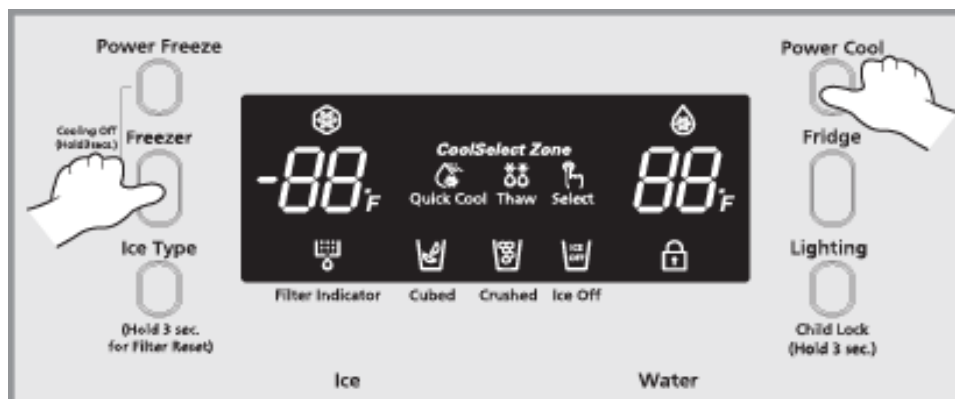 Power Freeze
Power Cool
Cooling Off
(Hold3sec.)
Freezer
Fridge
CoolSelect Zone
-88°F
88°F
Quick Cool Thaw Select
Ice Type
Lighting
ICE
OFF
Filter Indicator Cubed Crushed Ice Off
(Hold 3 sec.
for Filter Reset)
Child Lock
(Hold 3 sec.)
Ice
Water